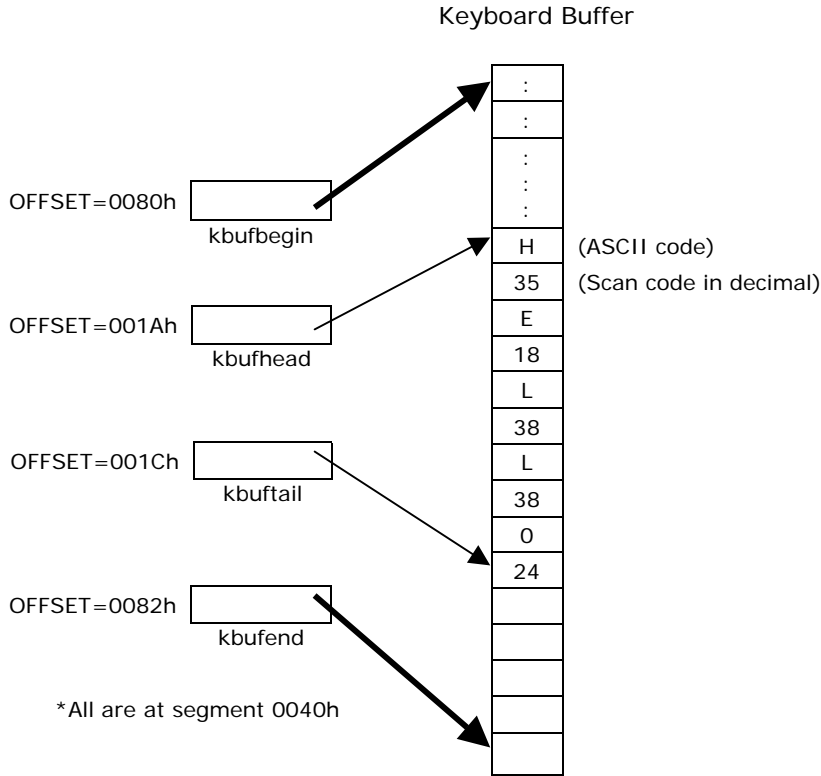 Keyboard Buffer
:
:
:
:
:
OFFSET=0080h
kbufbegin
H (ASCII code)
35 (Scan code in decimal)
E
OFFSET=001Ah
18
kbufhead
L
38
L
OFFSET=001Ch
38
kbuftail
O
24
OFFSET=0082h
kbufend
*All are at segment 0040h